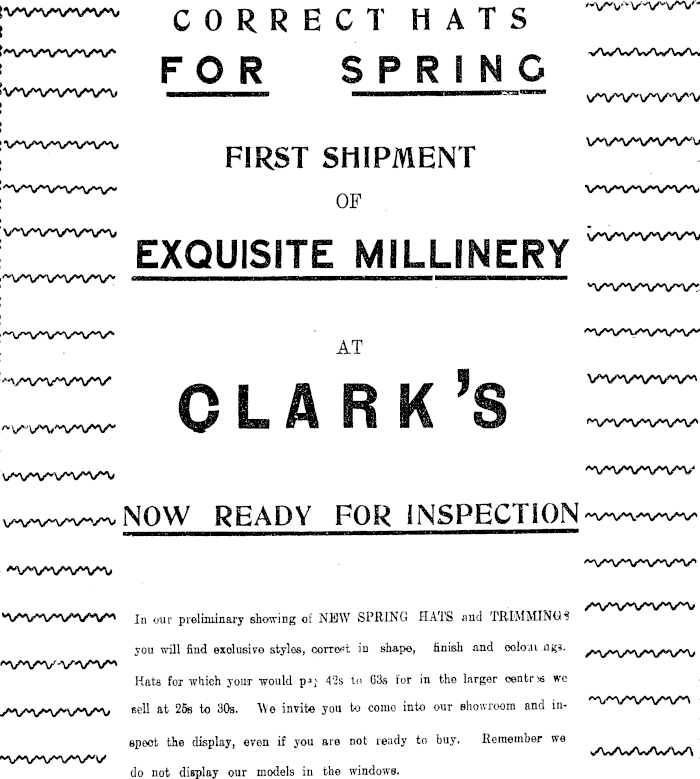 CORRECT HATS
FOR SPRING
FIRST SHIPMENT
OF
EXQUISITE MILLINERY
AT
CLARK'S
NOW READY FOR INSPECTION
In our preliminary showing of NEW SPRING HATS and TRIMMINGS
you will find exclusive styles, correct in shape, finish and colourings.
Hats for which your would pay 42s to 63s for in the larger centres we
sell at 25s to 30s. We invite you to come into our showroom and in-
spect the display, even if you are not ready to buy. Remember we
do not display our models in the windows.